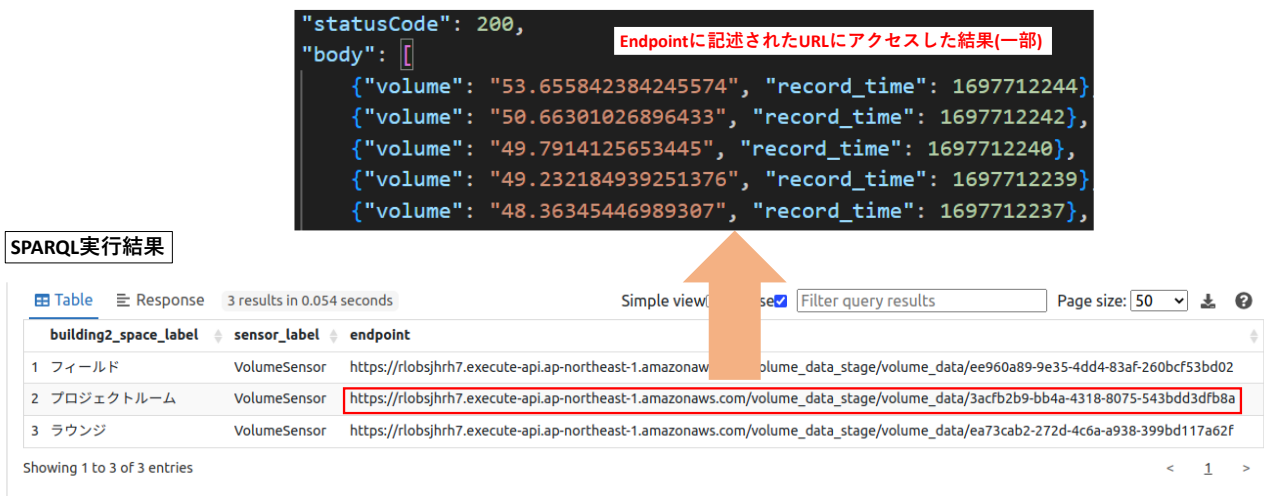 "statusCode": 200,
Endpointに記述されたURLにアクセスした結果(一部)
"body": [
{"volume": "53.655842384245574", "record_time": 1697712244}
{"volume": "50.66301026896433", "record_time": 1697712242},
{"volume": "49.7914125653445", "record_time": 1697712240},
{"volume": "49.232184939251376", "record_time": 1697712239}
{"volume": "48.36345446989307", "record_time": 1697712237},
SPARQL実行結果
Table Response 3 results in 0.054 seconds Simple view se Filter query results Page size: 50
building2_space_label sensor_label endpoint
1 フィールド VolumeSensor https://rlobsjhrh7.execute-api.ap-northeast-1.amazonaw olume_data_stage/volume_data/ee960a89-9e35-4dd4-83af-260bcf53bd02
2 プロジェクトルーム VolumeSensor https://rlobsjhrh7.execute-api.ap-northeast-1.amazonaws.com/volume_data_stage/volume_data/3acfb2b9-bb4a-4318-8075-543bdd3dfb8a
3 ラウンジ VolumeSensor https://rlobsjhrh7.execute-api.ap-northeast-1.amazonaws.com/volume_data_stage/volume_data/ea73cab2-272d-4c6a-a938-399bd117a62f
Showing 1 to 3 of 3 entries < 1 >